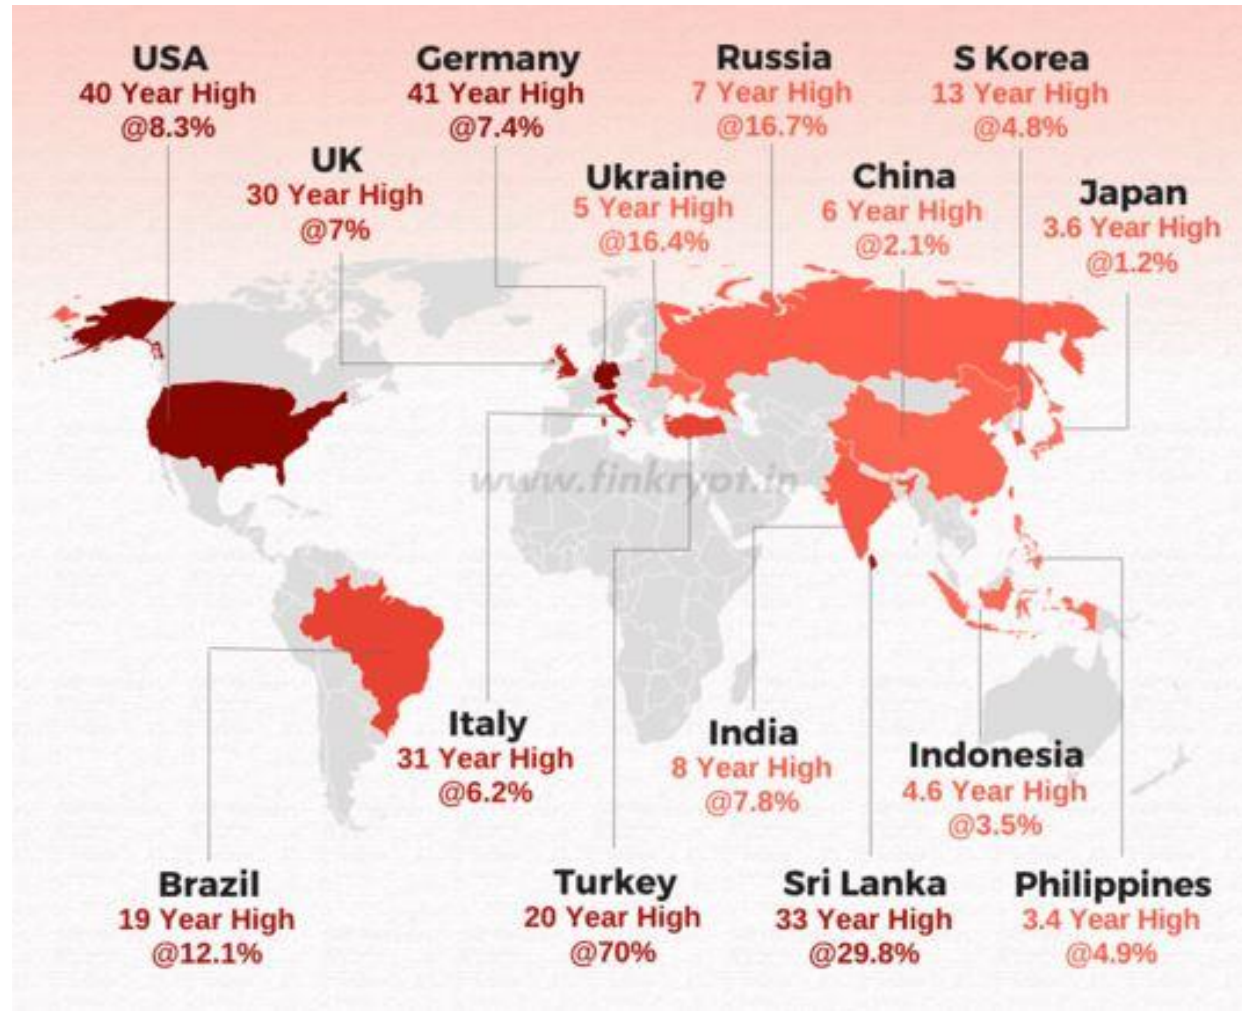 USA
40 Year High
@8.3%
Germany
41 Year High
@7.4%
Russia
7 Year High
@16.7%
S Korea
13 Year High
@4.8%
UK
30 Year High
@7%
Ukraine
5 Year High
@16.4%
China
6 Year High
@2.1%
Japan
3.6 Year High
@1.2%
www.finkrypt.in
Italy
31 Year High
@6.2%
India
8 Year High
@7.8%
Indonesia
4.6 Year High
@3.5%
Brazil
19 Year High
@12.1%
Turkey
20 Year High
@70%
Sri Lanka
33 Year High
@29.8%
Philippines
3.4 Year High
@4.9%